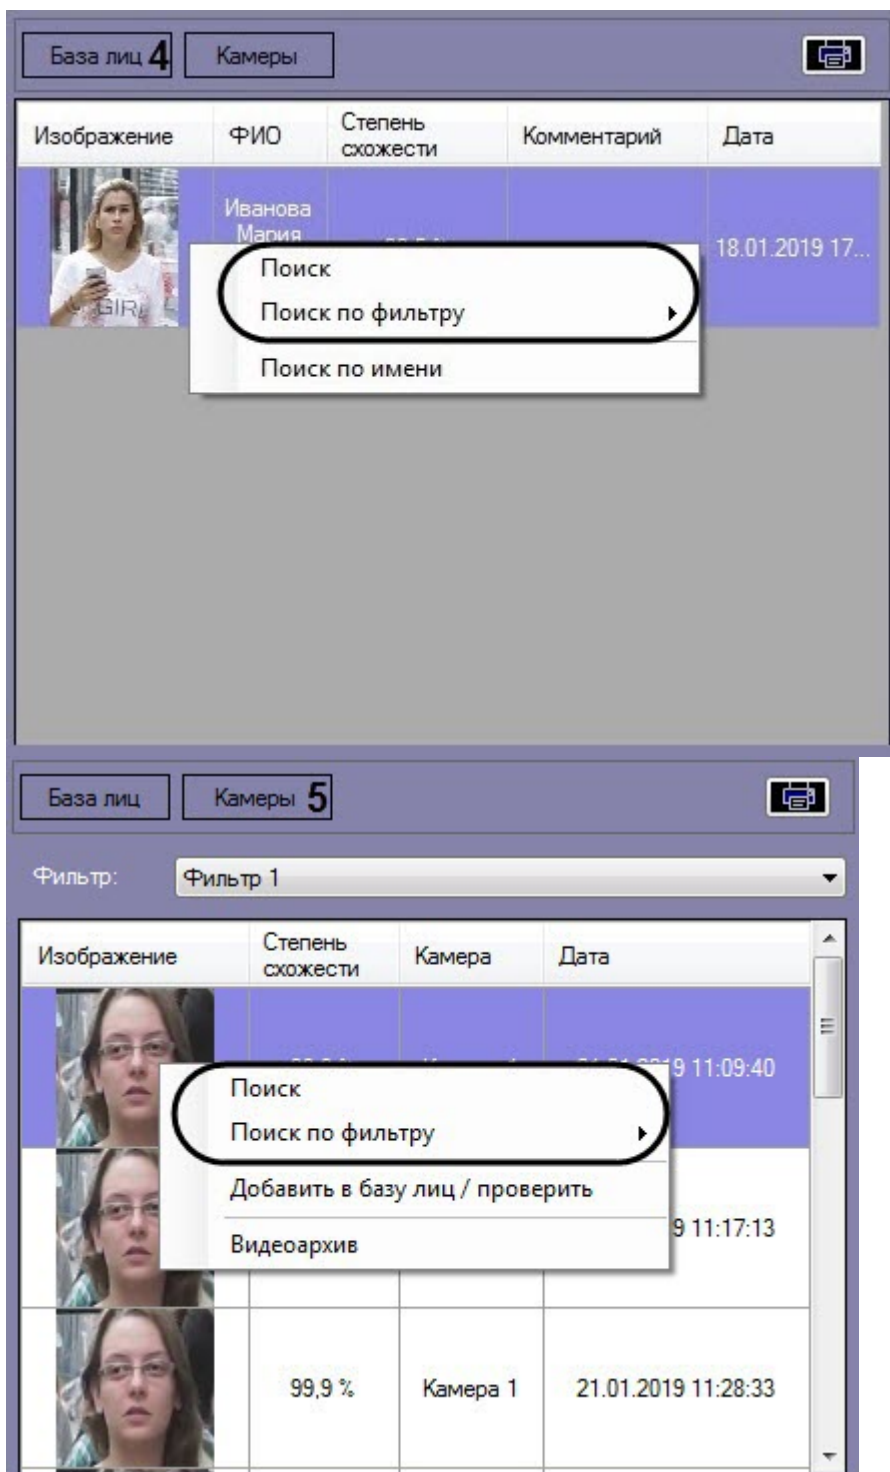 База лиц 4 Камеры
Изображение ФИО Степень схожести Комментарий Дата
Иванова
Мария
18.01.2019 17...
GIRL
Поиск
Поиск по фильтру
Поиск по имени
База лиц Камеры 5
Фильтр: Фильтр 1
Изображение Степень схожести Камера Дата
9 11:09:40
Поиск
Поиск по фильтру
Добавить в базу лиц / проверить
9 11:17:13
Видеоархив
99,9 % Камера 1 21.01.2019 11:28:33